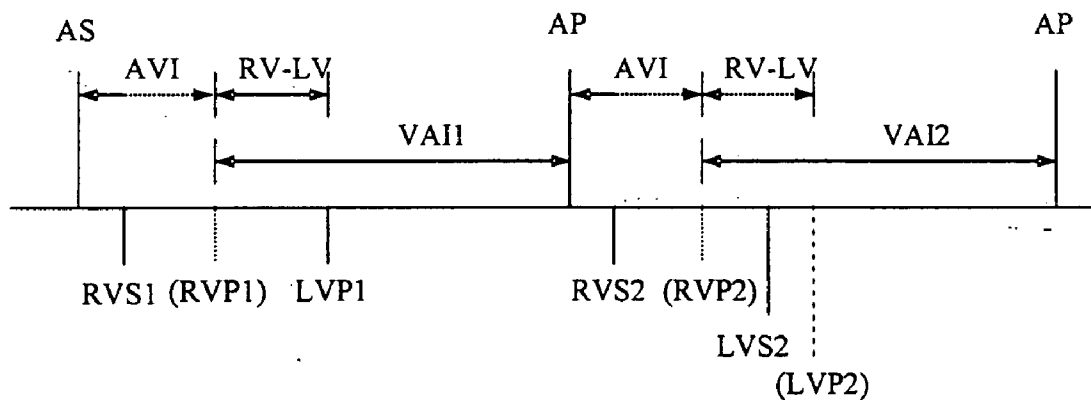 AS AP AP
AVI RV-LV AVI RV-LV
VAI1 VAI2
RVS1 (RVP1) LVP1 RVS2 (RVP2)
LVS2
(LVP2)